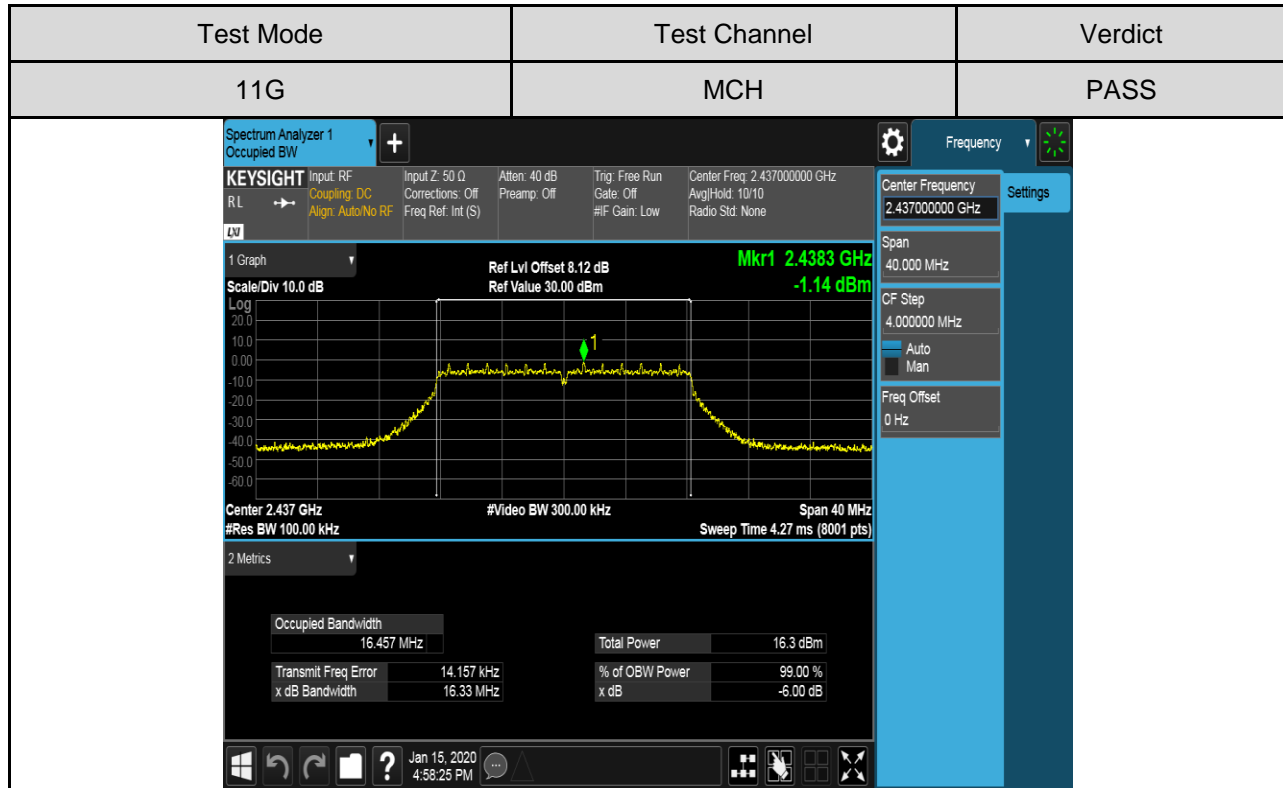 Test Mode Test Channel Verdict
11G MCH PASS
Spectrum Analyzer 1
Occupied BW
+
Frequency
KEYSIGHT Input: RF Input Z: 50 Ω Atten: 40 dB Trig: Free Run Center Freq: 2.437000000 GHz
RL Coupling: DC Corrections: Off Preamp: Off Gate: Off Avg|Hold: 10/10
Align: Auto/No RF Freq Ref: Int (S) #IF Gain: Low Radio Std: None
LXI
Center Frequency
2.437000000 GHz
Settings
Span
40.000 MHz
CF Step
4.000000 MHz
Auto
Man
Freq Offset
0 Hz
1 Graph
Ref Lvl Offset 8.12 dB
Mkr1 2.4383 GHz
Scale/Div 10.0 dB
Ref Value 30.00 dBm
-1.14 dBm
Log
20.0
10.0
1
0.00
-10.0
-20.0
-30.0
-40.0
-50.0
-60.0
Center 2.437 GHz #Video BW 300.00 kHz Span 40 MHz
#Res BW 100.00 kHz Sweep Time 4.27 ms (8001 pts)
2 Metrics
Occupied Bandwidth
16.457 MHz
Total Power 16.3 dBm
Transmit Freq Error 14.157 kHz % of OBW Power 99.00 %
x dB Bandwidth 16.33 MHz x dB -6.00 dB
?
Jan 15, 2020
4:58:25 PM